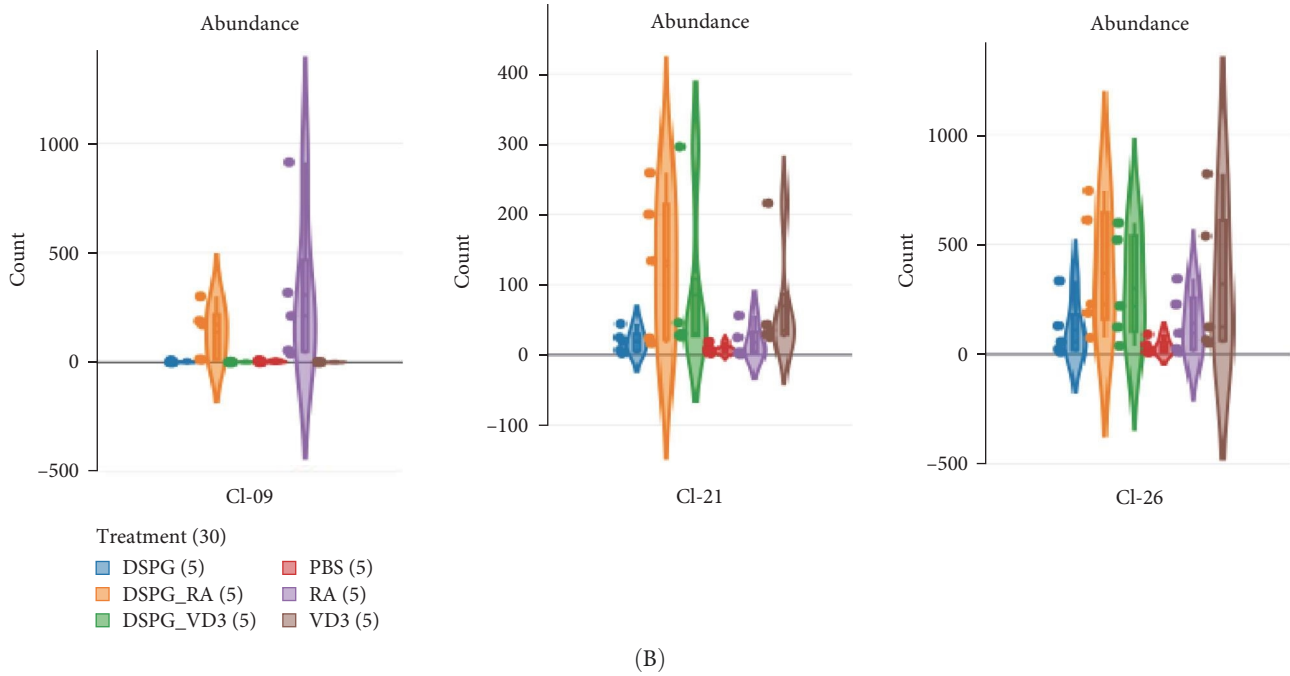 Abundance
1000
500
0
–500
Count
Cl-09
Abundance
400
300
200
100
0
–100
Count
Cl-21
Abundance
1000
500
0
–500
Count
Cl-26
Treatment (30)
DSPG (5)
PBS (5)
DSPG_RA (5)
RA (5)
DSPG_VD3 (5)
VD3 (5)
(B)